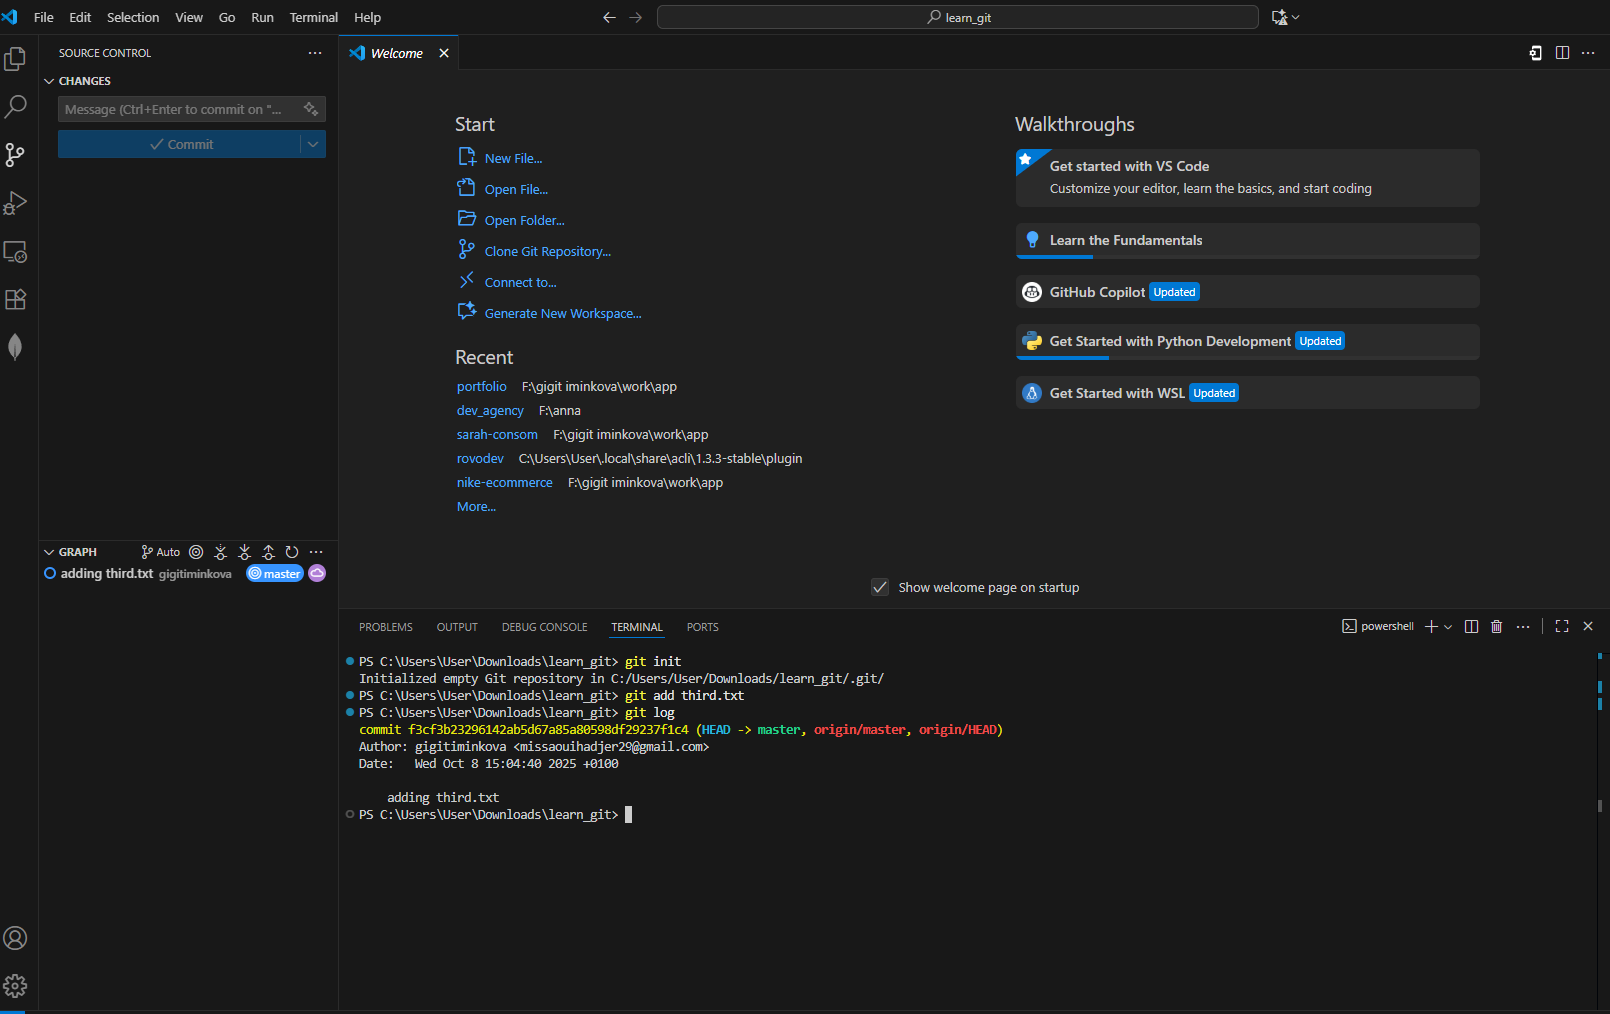 File Edit Selection View Go Run Terminal Help
learn_git
SOURCE CONTROL
CHANGES
Message (Ctrl+Enter to commit on "...
Commit
Welcome
Start
New File...
Open File...
Open Folder...
Clone Git Repository...
Connect to...
Generate New Workspace...
Recent
portfolio F:\gigit iminkova\work\app
dev_agency F:\anna
sarah-consom F:\gigit iminkova\work\app
rovodev C:\Users\User\.local\share\acli\1.3.3-stable\plugin
nike-ecommerce F:\gigit iminkova\work\app
More...
Walkthroughs
Get started with VS Code
Customize your editor, learn the basics, and start coding
Learn the Fundamentals
GitHub Copilot Updated
Get Started with Python Development Updated
Get Started with WSL Updated
Show welcome page on startup
GRAPH Auto
adding third.txt gigitiminkova master
PROBLEMS OUTPUT DEBUG CONSOLE TERMINAL PORTS
powershell
PS C:\Users\User\Downloads\learn_git> git init
Initialized empty Git repository in C:/Users/User/Downloads/learn_git/.git/
PS C:\Users\User\Downloads\learn_git> git add third.txt
PS C:\Users\User\Downloads\learn_git> git log
commit f3cf3b23296142ab5d67a85a80598df29237f1c4 (HEAD -> master, origin/master, origin/HEAD)
Author: gigitiminkova <missaouihadjer29@gmail.com>
Date:   Wed Oct 8 15:04:40 2025 +0100
adding third.txt
PS C:\Users\User\Downloads\learn_git>